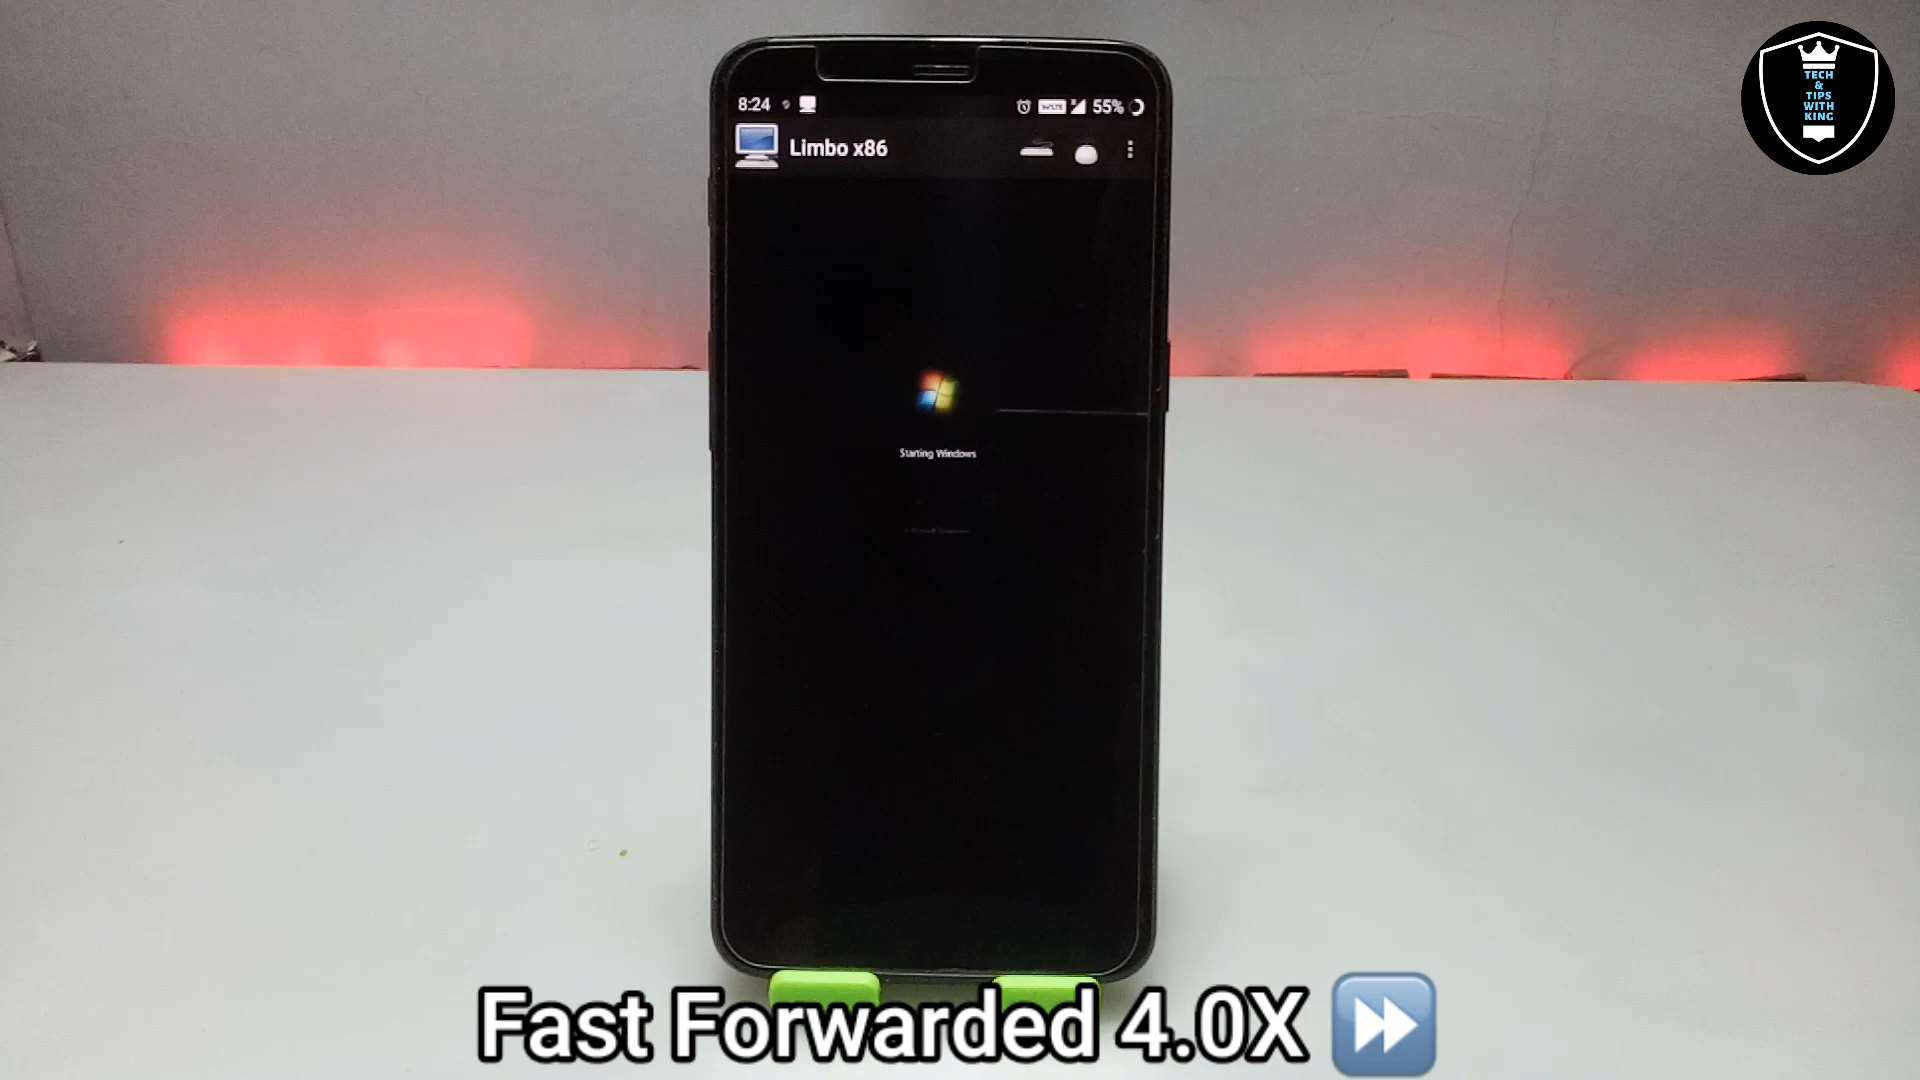 8:24
55%
Limbo x86
Starting Windows
TECH
&
TIPS
WITH
KING
Fast Forwarded 4.0X